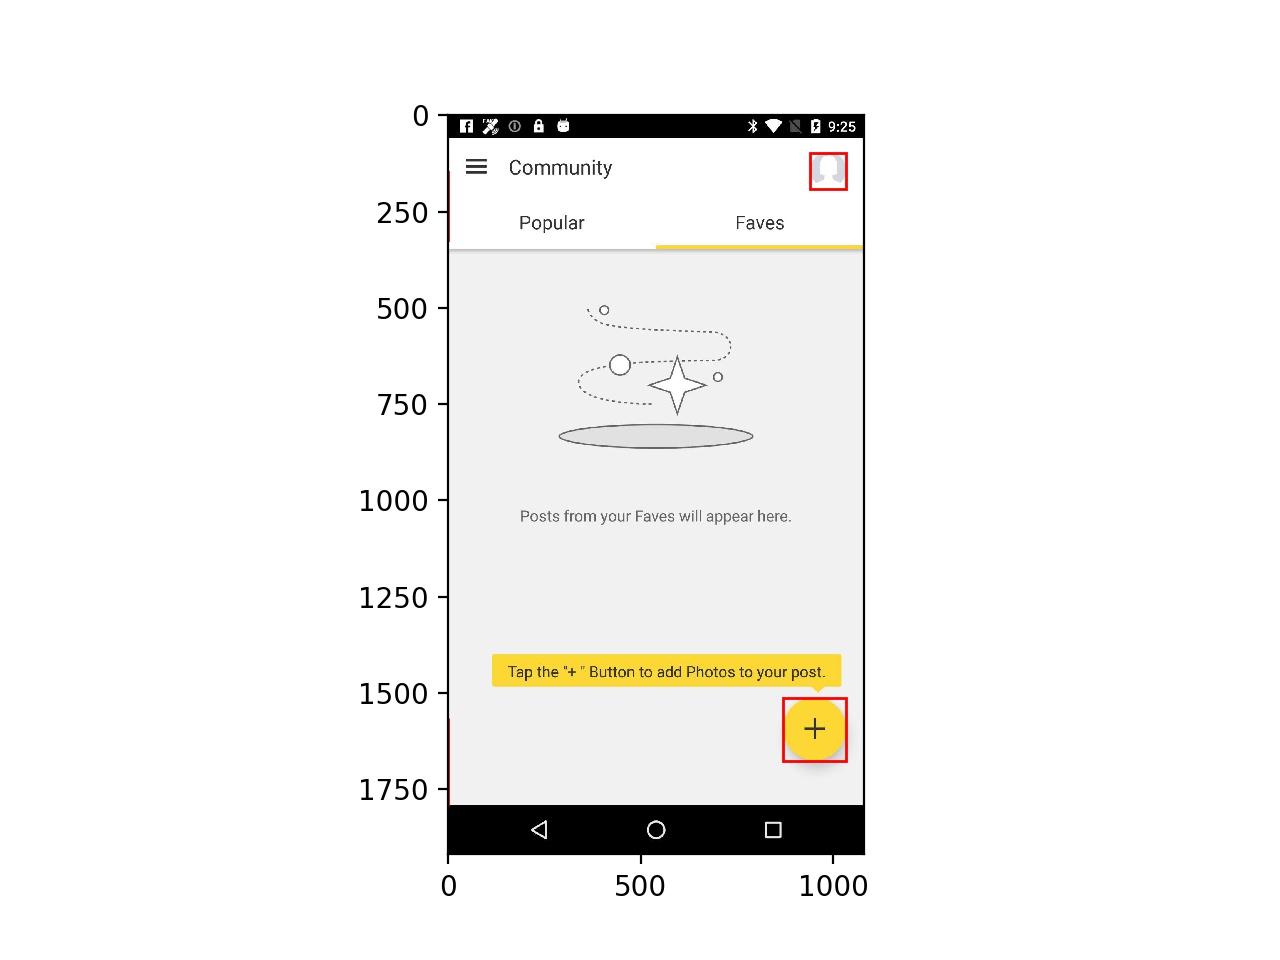 0
9:25
Community
250
Popular
Faves
500
750
1000
Posts from your Faves will appear here.
1250
Tap the "+ " Button to add Photos to your post.
1500
1750
0
500
1000